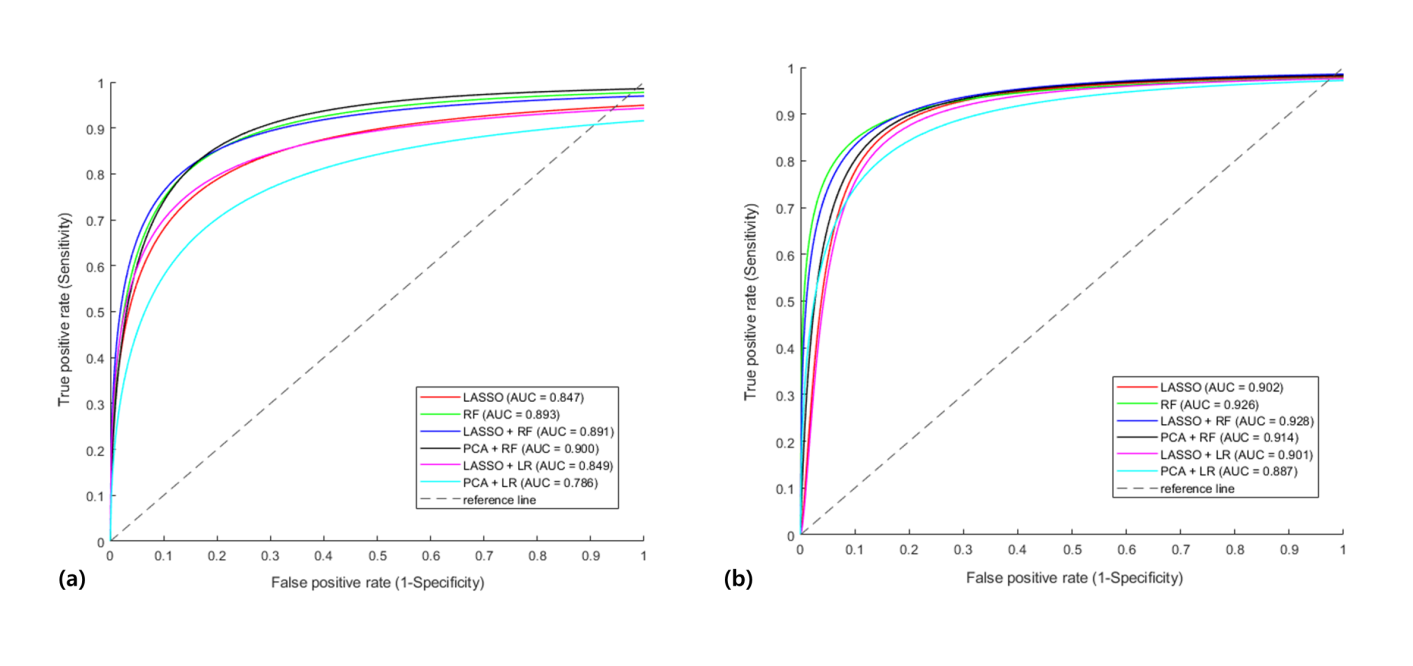 1
0.9
0.8
0.7
0.6
0.5
0.4
0.3
0.2
0.1
0
True positive rate (Sensitivity)
LASSO (AUC = 0.847)
RF (AUC = 0.893)
LASSO + RF (AUC = 0.891)
PCA + RF (AUC = 0.900)
LASSO + LR (AUC = 0.849)
PCA + LR (AUC = 0.786)
reference line
0 0.1 0.2 0.3 0.4 0.5 0.6 0.7 0.8 0.9 1
False positive rate (1-Specificity)
(a)
1
0.9
0.8
0.7
0.6
0.5
0.4
0.3
0.2
0.1
0
True positive rate (Sensitivity)
LASSO (AUC = 0.902)
RF (AUC = 0.926)
LASSO + RF (AUC = 0.928)
PCA + RF (AUC = 0.914)
LASSO + LR (AUC = 0.901)
PCA + LR (AUC = 0.887)
reference line
0 0.1 0.2 0.3 0.4 0.5 0.6 0.7 0.8 0.9 1
False positive rate (1-Specificity)
(b)